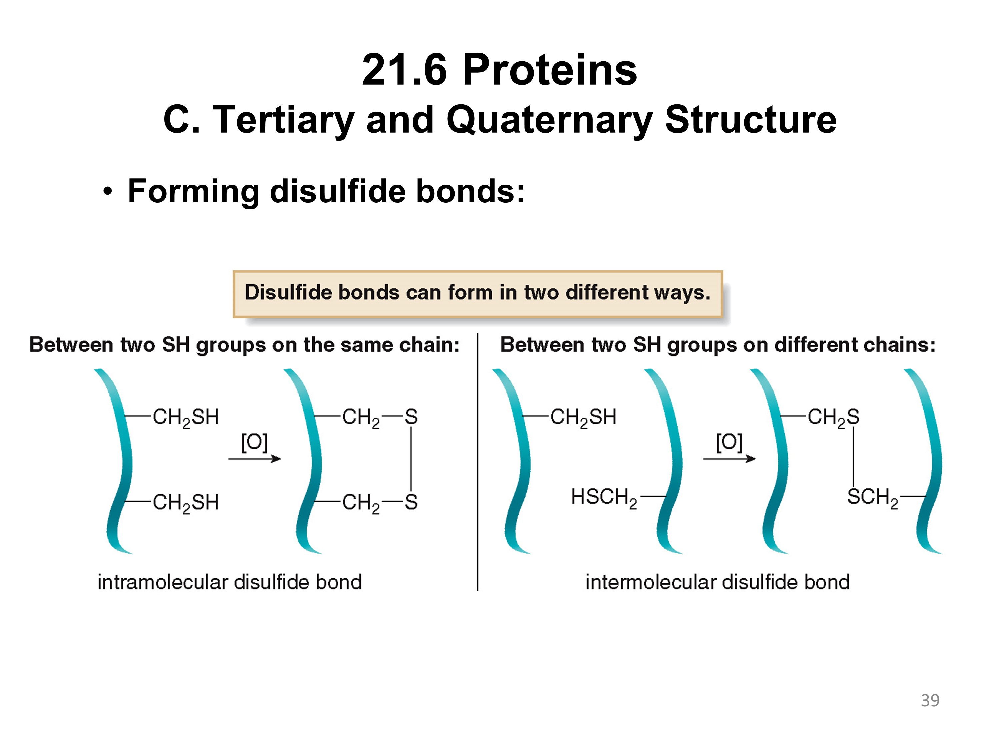 21.6 Proteins
C. Tertiary and Quaternary Structure
• Forming disulfide bonds:
Disulfide bonds can form in two different ways.
Between two SH groups on the same chain:
CH₂SH
[O]
CH₂SH
CH₂—S
CH₂—S
intramolecular disulfide bond
Between two SH groups on different chains:
CH₂SH
HSCH₂
[O]
CH₂S
SCH₂
intermolecular disulfide bond
39